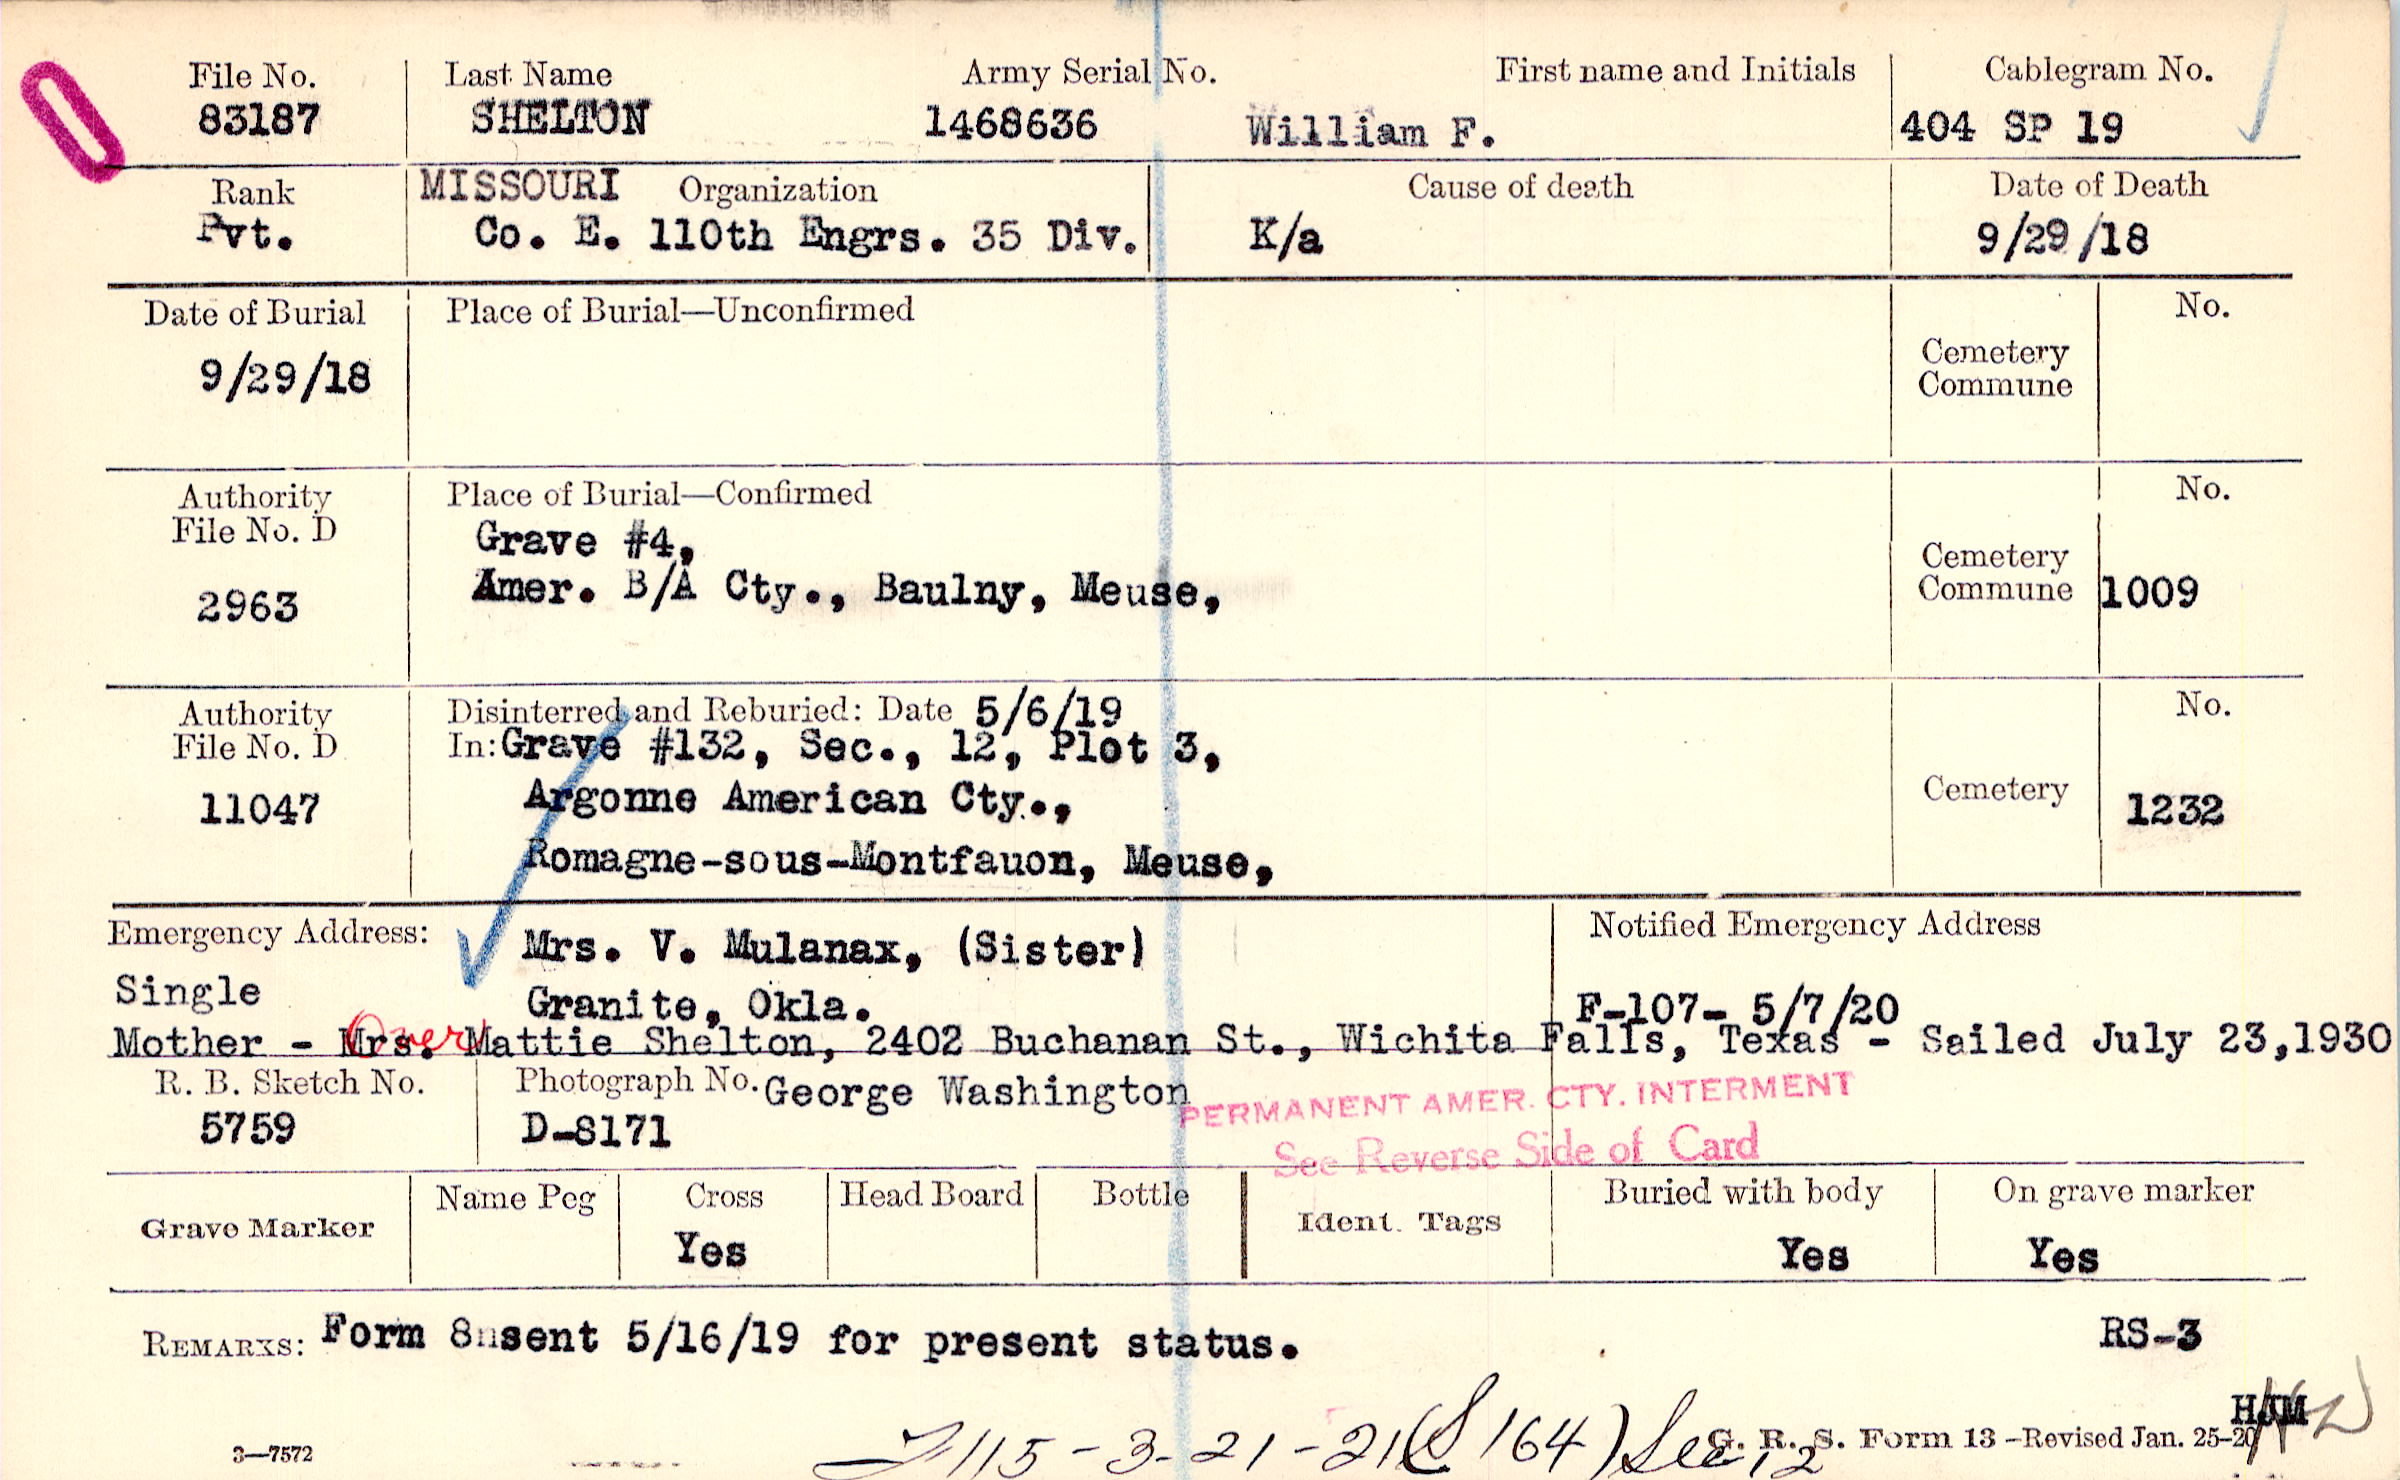 File No. Last Name Army Serial No. First name and Initials Cablegram No.
83187 SHELTON 1468636 William F. 404 SP 19
Rank MISSOURI Organization Cause of death Date of Death
Pvt. Co. E. 110th Engrs. 35 Div. K/a 9/29/18
Date of Burial Place of Burial—Unconfirmed No.
9/29/18 Cemetery
Commune
Authority Place of Burial—Confirmed No.
File No. D Grave #4,
2963 Amer. B/A Cty., Baulny, Meuse, Cemetery
Commune 1009
Authority Disinterred and Reburied: Date 5/6/19 No.
File No. D In: Grave #132, Sec., 12, Plot 3,
11047 Argonne American Cty., Cemetery 1232
Romagne-sous-Montfauon, Meuse,
Emergency Address: Mrs. V. Mulanax, (Sister) Notified Emergency Address
Single Granite, Okla. F-107- 5/7/20
Over
Mother - Mrs. Mattie Shelton, 2402 Buchanan St., Wichita Falls, Texas - Sailed July 23,1930
R. B. Sketch No. Photograph No. George Washington
5759 D-8171
PERMANENT AMER. CTY. INTERMENT
See Reverse Side of Card
Grave Marker Name Peg Cross Head Board Bottle Ident. Tags Buried with body On grave marker
Yes Yes Yes
REMARKS: Form 8 sent 5/16/19 for present status. RS-3
HJM
115-3-21-21 (S 164) Sec. 12
3—7572 G. R. S. Form 13 -Revised Jan. 25-20